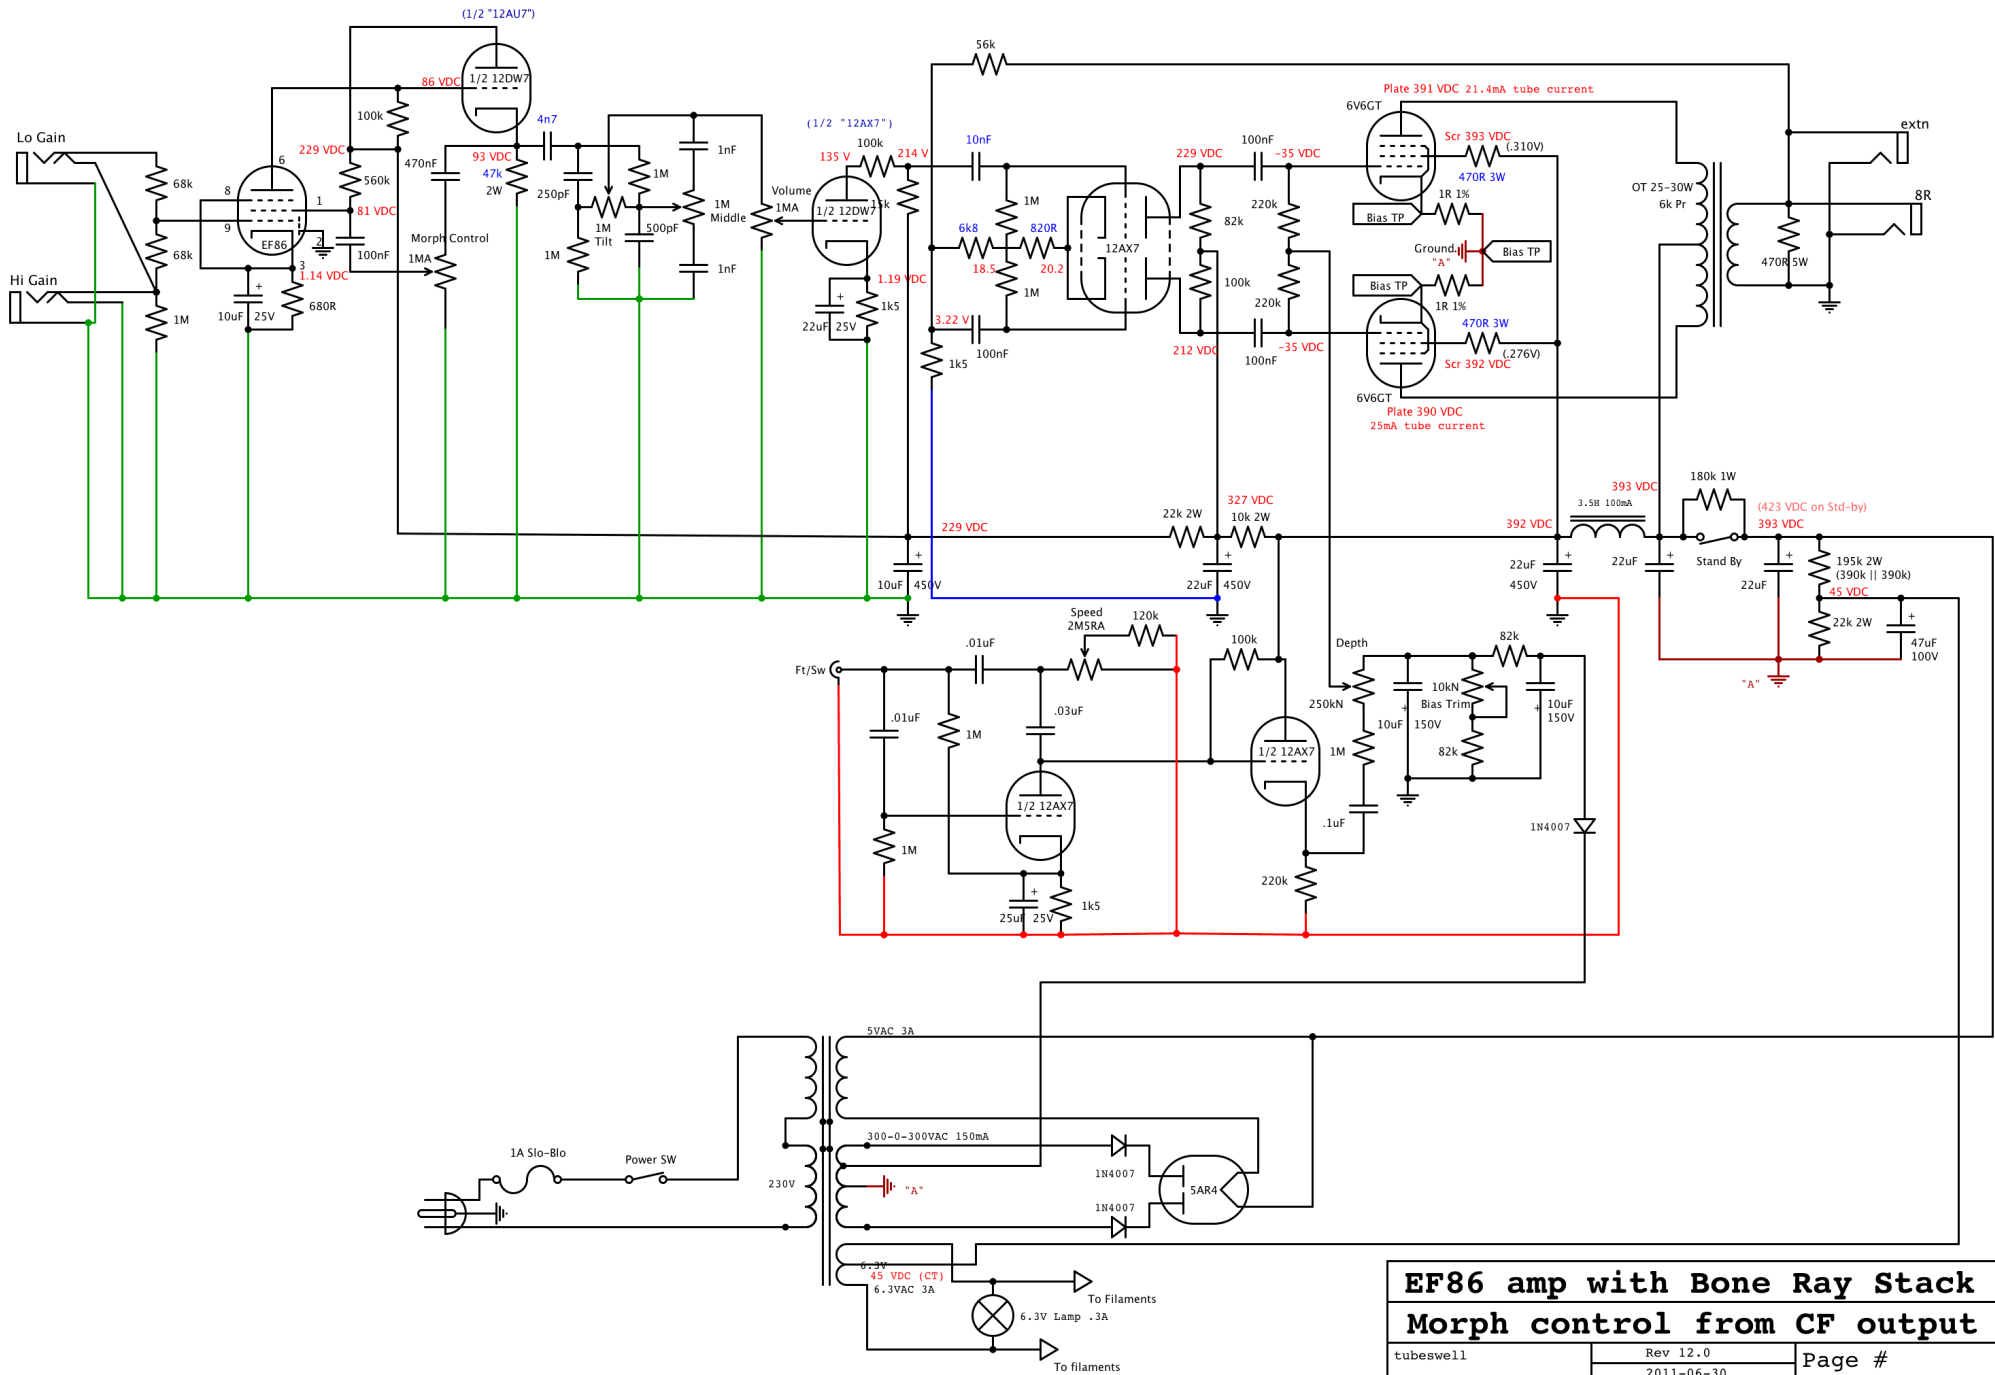 (1/2 "12AU7")
56k
86 VDC
1/2 12DW7
Plate 391 VDC 21.4mA tube current
6V6GT
100k
4n7
(1/2 "12AX7")
Lo Gain
extn
229 VDC
93 VDC
47k
2W
470nF
1nF
135 V
100k
214 V
10nF
229 VDC
100nF
-35 VDC
Scr 393 VDC
(.310V)
470R 3W
6
68k
8
560k
1
81 VDC
250pF
1M
1M
Middle
Volume
1MA
1/2 12DW7
15k
1M
82k
220k
1R 1%
Bias TP
OT 25-30W
6k Pr
8R
9
EF86
2
Morph Control
1MA
1M
Tilt
500pF
6k8
820R
12AX7
Ground
"A"
Bias TP
68k
3
1.14 VDC
100nF
1M
1nF
1.19 VDC
18.5
20.2
1M
100k
220k
Bias TP
1R 1%
470R 5W
Hi Gain
1M
10uF
+
25V
680R
22uF
+
25V
1k5
3.22 V
100nF
1k5
212 VDC
100nF
-35 VDC
470R 3W
(.276V)
Scr 392 VDC
6V6GT
Plate 390 VDC
25mA tube current
229 VDC
22k 2W
327 VDC
10k 2W
392 VDC
393 VDC
3.5H 100mA
180k 1W
(423 VDC on Std-by)
393 VDC
Stand By
10uF
+
450V
22uF
+
450V
22uF
+
450V
22uF
+
22uF
+
195k 2W
(390k || 390k)
45 VDC
22k 2W
+
47uF
100V
"A"
Speed
2M5RA
120k
.01uF
Ft/Sw
100k
Depth
82k
.01uF
1M
.03uF
250kN
10uF
+
150V
10kN
Bias Trim
+
10uF
150V
1/2 12AX7
1M
82k
1/2 12AX7
.1uF
1N4007
1M
220k
25uF
+
25V
1k5
5VAC 3A
300-0-300VAC 150mA
1A Slo-Blo
Power SW
230V
"A"
1N4007
1N4007
5AR4
6.3V
45 VDC (CT)
6.3VAC 3A
To Filaments
6.3V Lamp .3A
To filaments
EF86 amp with Bone Ray Stack
Morph control from CF output
tubeswell
Rev 12.0
2011-06-30
Page #